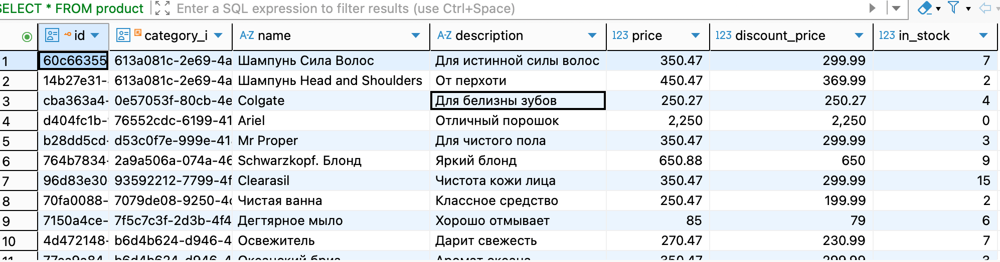 SELECT * FROM product Enter a SQL expression to filter results (use Ctrl+Space)
id category_i A-Z name A-Z description 123 price 123 discount_price 123 in_stock
1 60c66355 613a081c-2e69-4a Шампунь Сила Волос Для истинной силы волос 350.47 299.99 7
2 14b27e31- 613a081c-2e69-4a Шампунь Head and Shoulders От перхоти 450.47 369.99 2
3 cba363a4- 0e57053f-80cb-4e Colgate Для белизны зубов 250.27 250.27 4
4 d404fc1b- 76552cdc-6199-41 Ariel Отличный порошок 2,250 2,250 0
5 b28dd5cd- d53c0f7e-999e-41 Mr Proper Для чистого пола 350.47 299.99 3
6 764b7834- 2a9a506a-074a-46 Schwarzkopf. Блонд Яркий блонд 650.88 650 9
7 96d83e30 93592212-7799-4f Clearasil Чистота кожи лица 350.47 299.99 15
8 70fa0088- 7079de08-9250-4c Чистая ванна Классное средство 250.47 199.99 2
9 7150a4ce- 7f5c7c3f-2d3b-4f4 Дегтярное мыло Хорошо отмывает 85 79 6
10 4d472148- b6d4b624-d946-4 Освежитель Дарит свежесть 270.47 230.99 7
11 77ea9a84 b6d4b624-d946-4 Океанский бриз Аромат океана 350.47 299.99 3